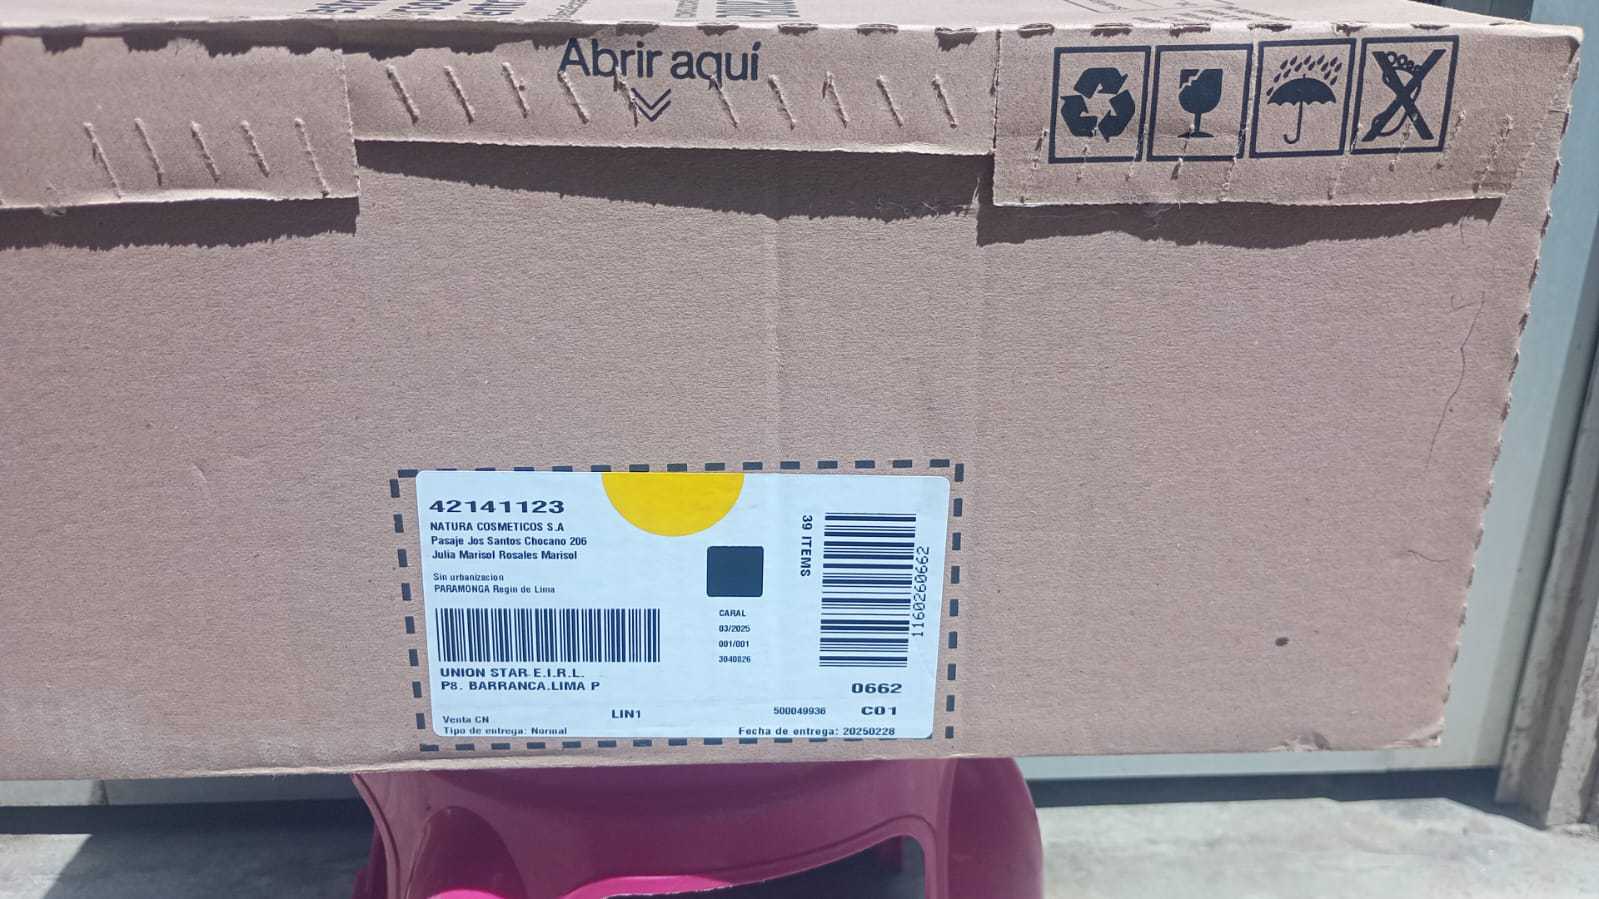 Abrir aquí
42141123
NATURA COSMETICOS S.A
Pasaje Jos Santos Chocano 206
Julia Marisol Rosales Marisol
Sin urbanizacion
PARAMONGA Regin de Lima
UNION STAR E.I.R.L.
P8. BARRANCA.LIMA P
Venta CN
Tipo de entrega: Normal
LIN1
CARAL
03/2025
001/001
3040826
39 ITEMS
1160260662
0662
500049936
C01
Fecha de entrega: 20250228